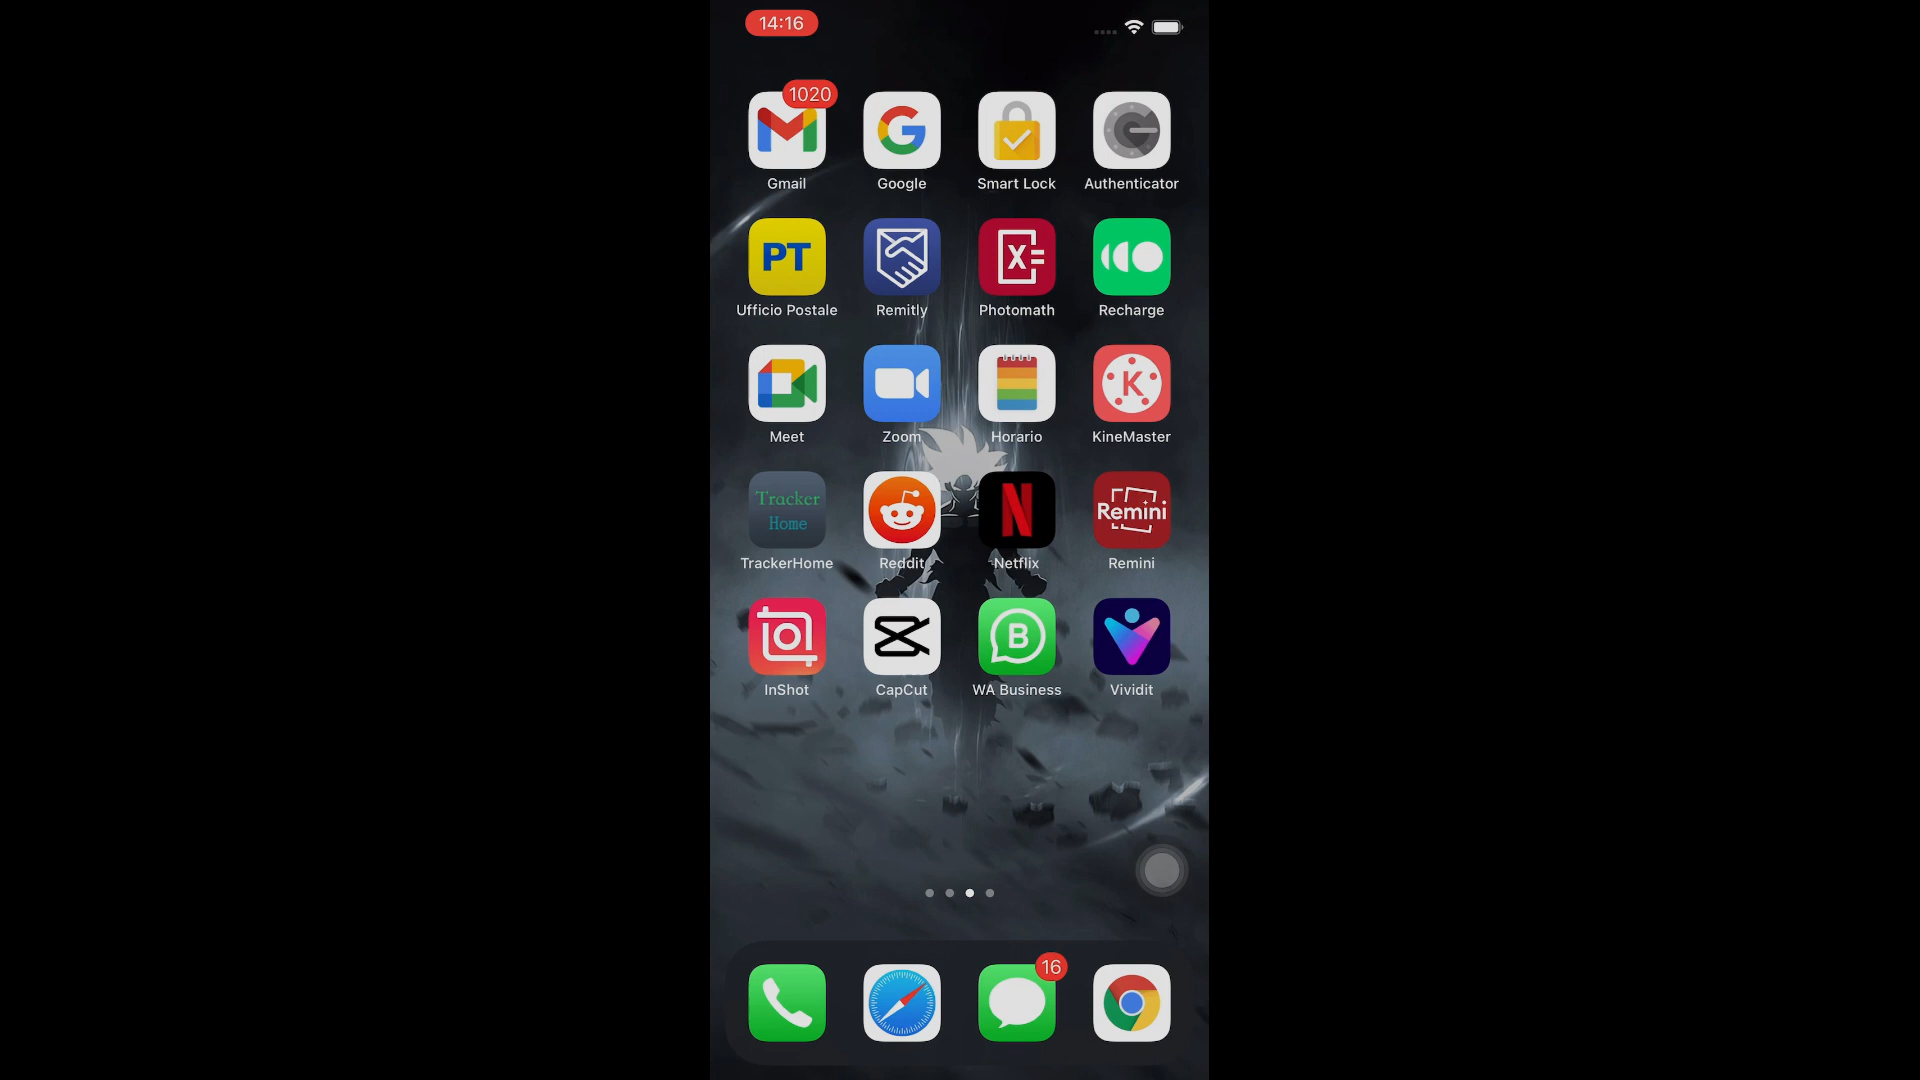 14:16
1020
Gmail
Google
Smart Lock
Authenticator
PT
Ufficio Postale
Remitly
X=
Photomath
Recharge
Meet
Zoom
Horario
K
KineMaster
Tracker
Home
TrackerHome
Reddit
N
Netflix
Remini
Remini
InShot
CapCut
B
WA Business
Vividit
16